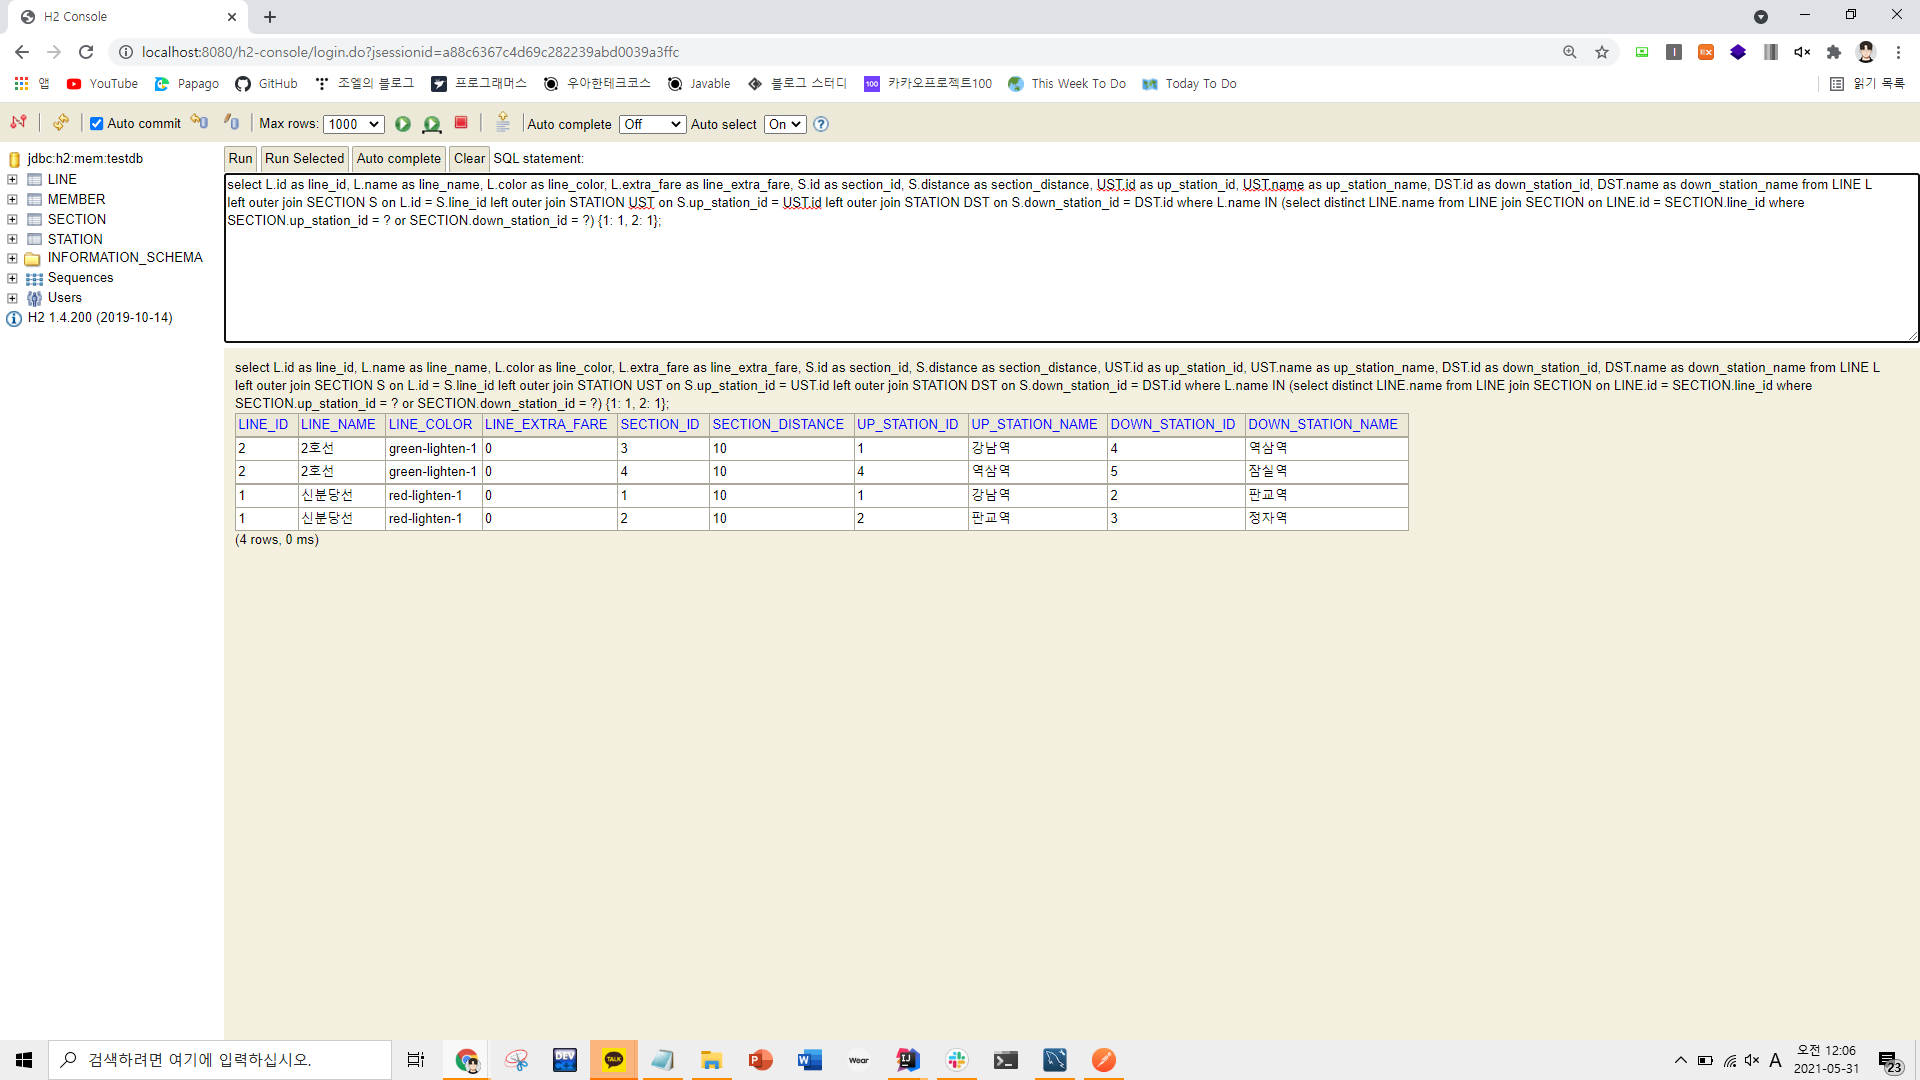 H2 Console
localhost:8080/h2-console/login.do?jsessionid=a88c6367c4d69c282239abd0039a3ffc
앱 YouTube Papago GitHub 조엘의 블로그 프로그래머스 우아한테크코스 Javable 블로그 스터디 100 카카오프로젝트100 This Week To Do Today To Do 읽기 목록
Auto commit Max rows: 1000 Auto complete Off Auto select On
jdbc:h2:mem:testdb
LINE
MEMBER
SECTION
STATION
INFORMATION_SCHEMA
Sequences
Users
H2 1.4.200 (2019-10-14)
Run Run Selected Auto complete Clear SQL statement:
select L.id as line_id, L.name as line_name, L.color as line_color, L.extra_fare as line_extra_fare, S.id as section_id, S.distance as section_distance, UST.id as up_station_id, UST.name as up_station_name, DST.id as down_station_id, DST.name as down_station_name from LINE L
left outer join SECTION S on L.id = S.line_id left outer join STATION UST on S.up_station_id = UST.id left outer join STATION DST on S.down_station_id = DST.id where L.name IN (select distinct LINE.name from LINE join SECTION on LINE.id = SECTION.line_id where
SECTION.up_station_id = ? or SECTION.down_station_id = ?) {1: 1, 2: 1};
select L.id as line_id, L.name as line_name, L.color as line_color, L.extra_fare as line_extra_fare, S.id as section_id, S.distance as section_distance, UST.id as up_station_id, UST.name as up_station_name, DST.id as down_station_id, DST.name as down_station_name from LINE L
left outer join SECTION S on L.id = S.line_id left outer join STATION UST on S.up_station_id = UST.id left outer join STATION DST on S.down_station_id = DST.id where L.name IN (select distinct LINE.name from LINE join SECTION on LINE.id = SECTION.line_id where
SECTION.up_station_id = ? or SECTION.down_station_id = ?) {1: 1, 2: 1};
LINE_ID LINE_NAME LINE_COLOR LINE_EXTRA_FARE SECTION_ID SECTION_DISTANCE UP_STATION_ID UP_STATION_NAME DOWN_STATION_ID DOWN_STATION_NAME
2 2호선 green-lighten-1 0 3 10 1 강남역 4 역삼역
2 2호선 green-lighten-1 0 4 10 4 역삼역 5 잠실역
1 신분당선 red-lighten-1 0 1 10 1 강남역 2 판교역
1 신분당선 red-lighten-1 0 2 10 2 판교역 3 정자역
(4 rows, 0 ms)
검색하려면 여기에 입력하십시오.
DEV
TALK
Wear
A
오전 12:06
2021-05-31
23